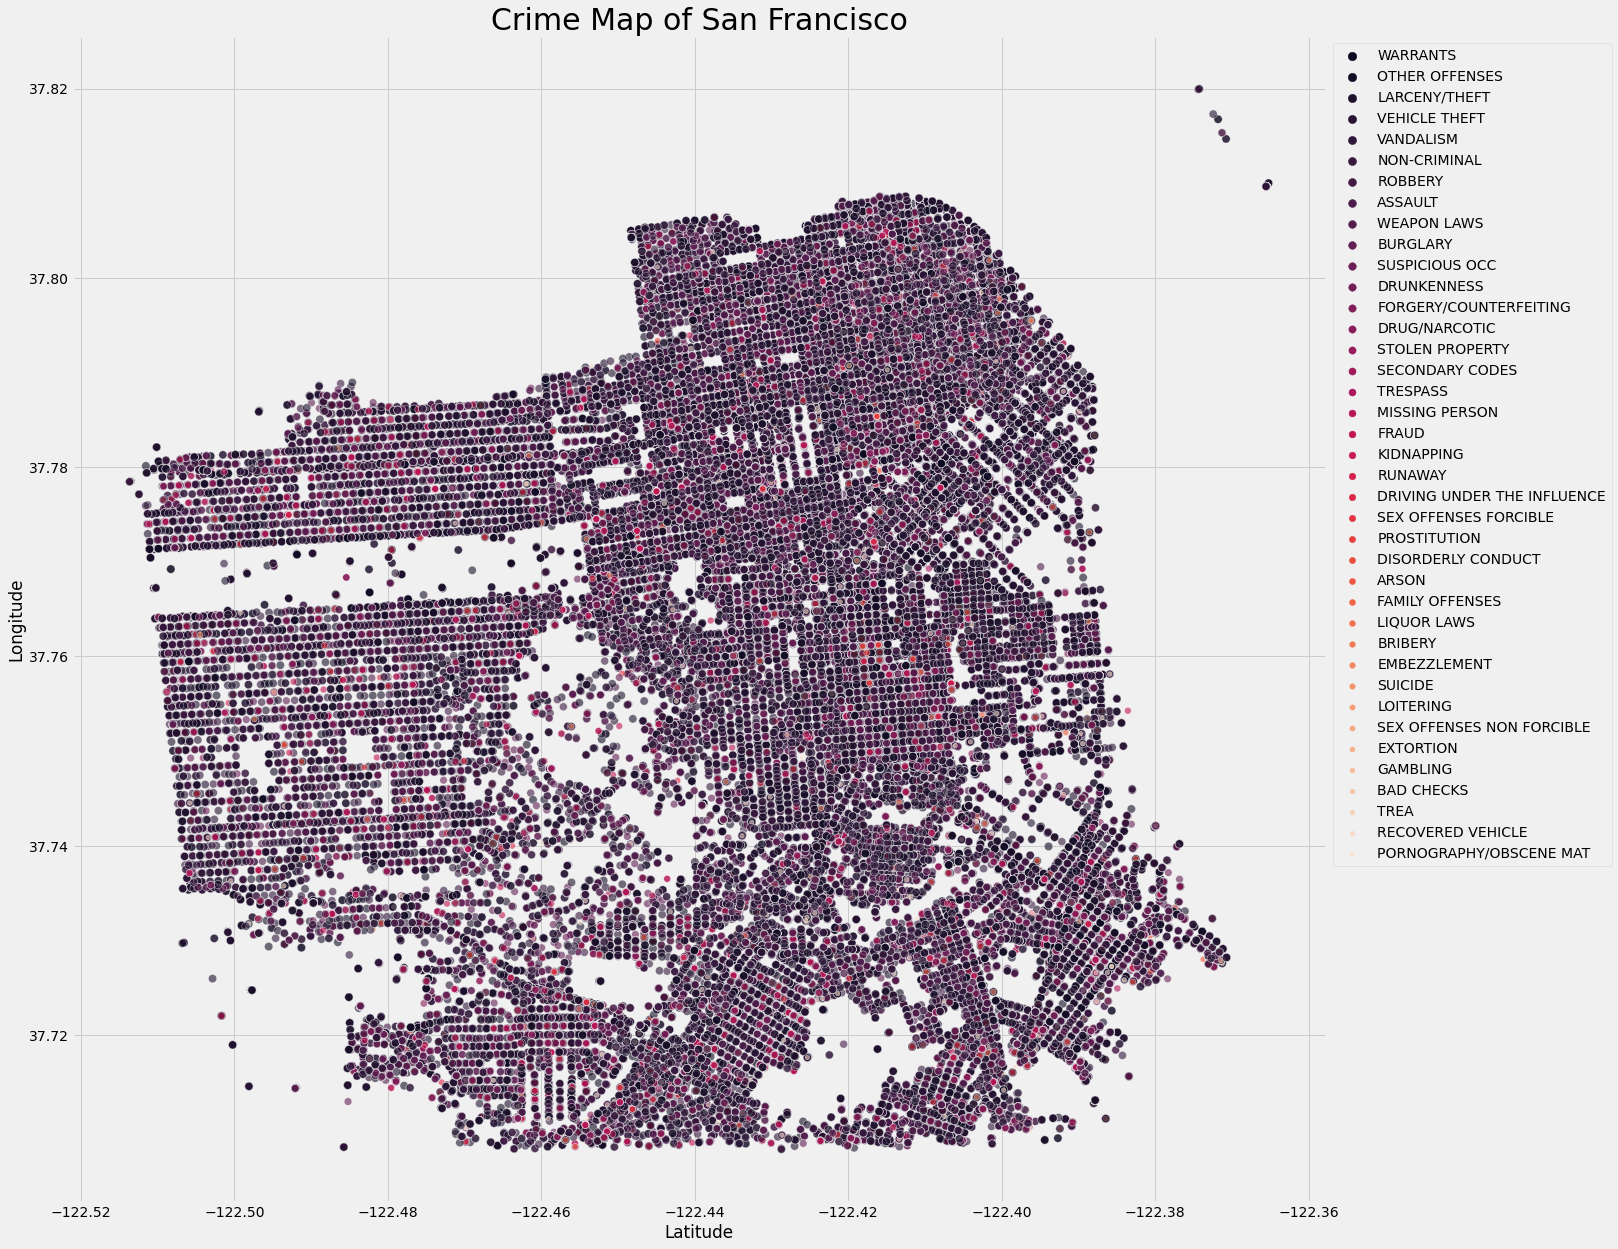 Crime Map of San Francisco
37.82
37.80
37.78
37.76
37.74
37.72
Longitude
−122.52
−122.50
−122.48
−122.46
−122.44
−122.42
−122.40
−122.38
−122.36
Latitude
WARRANTS
OTHER OFFENSES
LARCENY/THEFT
VEHICLE THEFT
VANDALISM
NON-CRIMINAL
ROBBERY
ASSAULT
WEAPON LAWS
BURGLARY
SUSPICIOUS OCC
DRUNKENNESS
FORGERY/COUNTERFEITING
DRUG/NARCOTIC
STOLEN PROPERTY
SECONDARY CODES
TRESPASS
MISSING PERSON
FRAUD
KIDNAPPING
RUNAWAY
DRIVING UNDER THE INFLUENCE
SEX OFFENSES FORCIBLE
PROSTITUTION
DISORDERLY CONDUCT
ARSON
FAMILY OFFENSES
LIQUOR LAWS
BRIBERY
EMBEZZLEMENT
SUICIDE
LOITERING
SEX OFFENSES NON FORCIBLE
EXTORTION
GAMBLING
BAD CHECKS
TREA
RECOVERED VEHICLE
PORNOGRAPHY/OBSCENE MAT